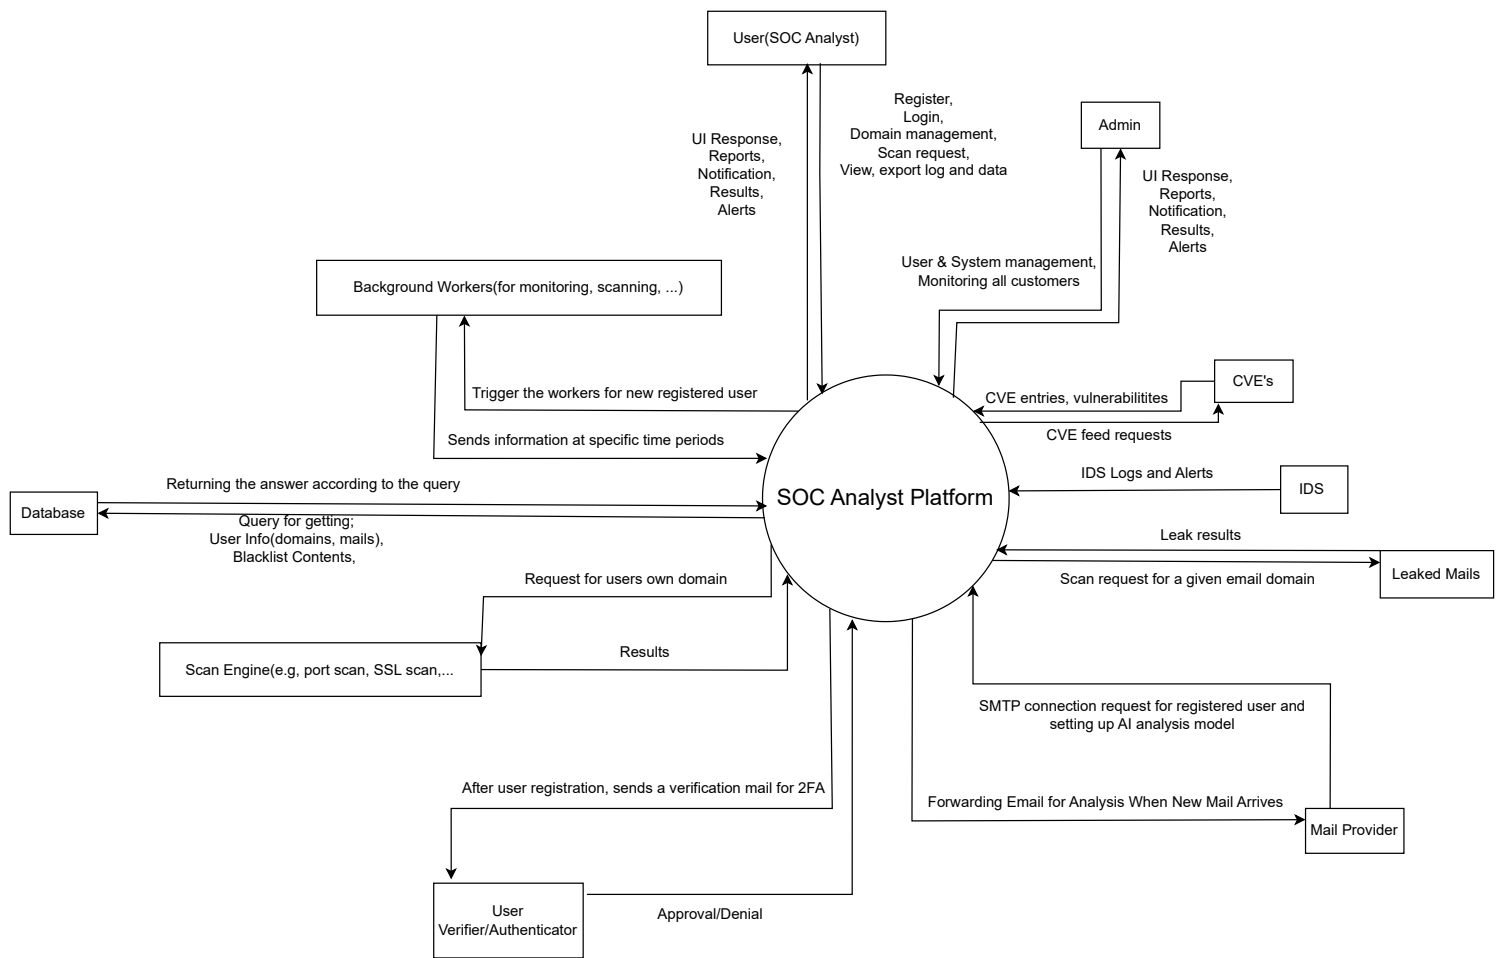 User(SOC Analyst)
Register,
Login,
Domain management,
Scan request,
View, export log and data
Admin
UI Response,
Reports,
Notification,
Results,
Alerts
UI Response,
Reports,
Notification,
Results,
Alerts
User & System management,
Monitoring all customers
Background Workers(for monitoring, scanning, ...)
CVE's
Trigger the workers for new registered user
CVE entries, vulnerabilitites
CVE feed requests
Sends information at specific time periods
IDS Logs and Alerts
IDS
Returning the answer according to the query
SOC Analyst Platform
Database
Query for getting;
User Info(domains, mails),
Blacklist Contents,
Leak results
Leaked Mails
Request for users own domain
Scan request for a given email domain
Scan Engine(e.g, port scan, SSL scan,...
Results
SMTP connection request for registered user and
setting up AI analysis model
After user registration, sends a verification mail for 2FA
Forwarding Email for Analysis When New Mail Arrives
Mail Provider
User
Verifier/Authenticator
Approval/Denial